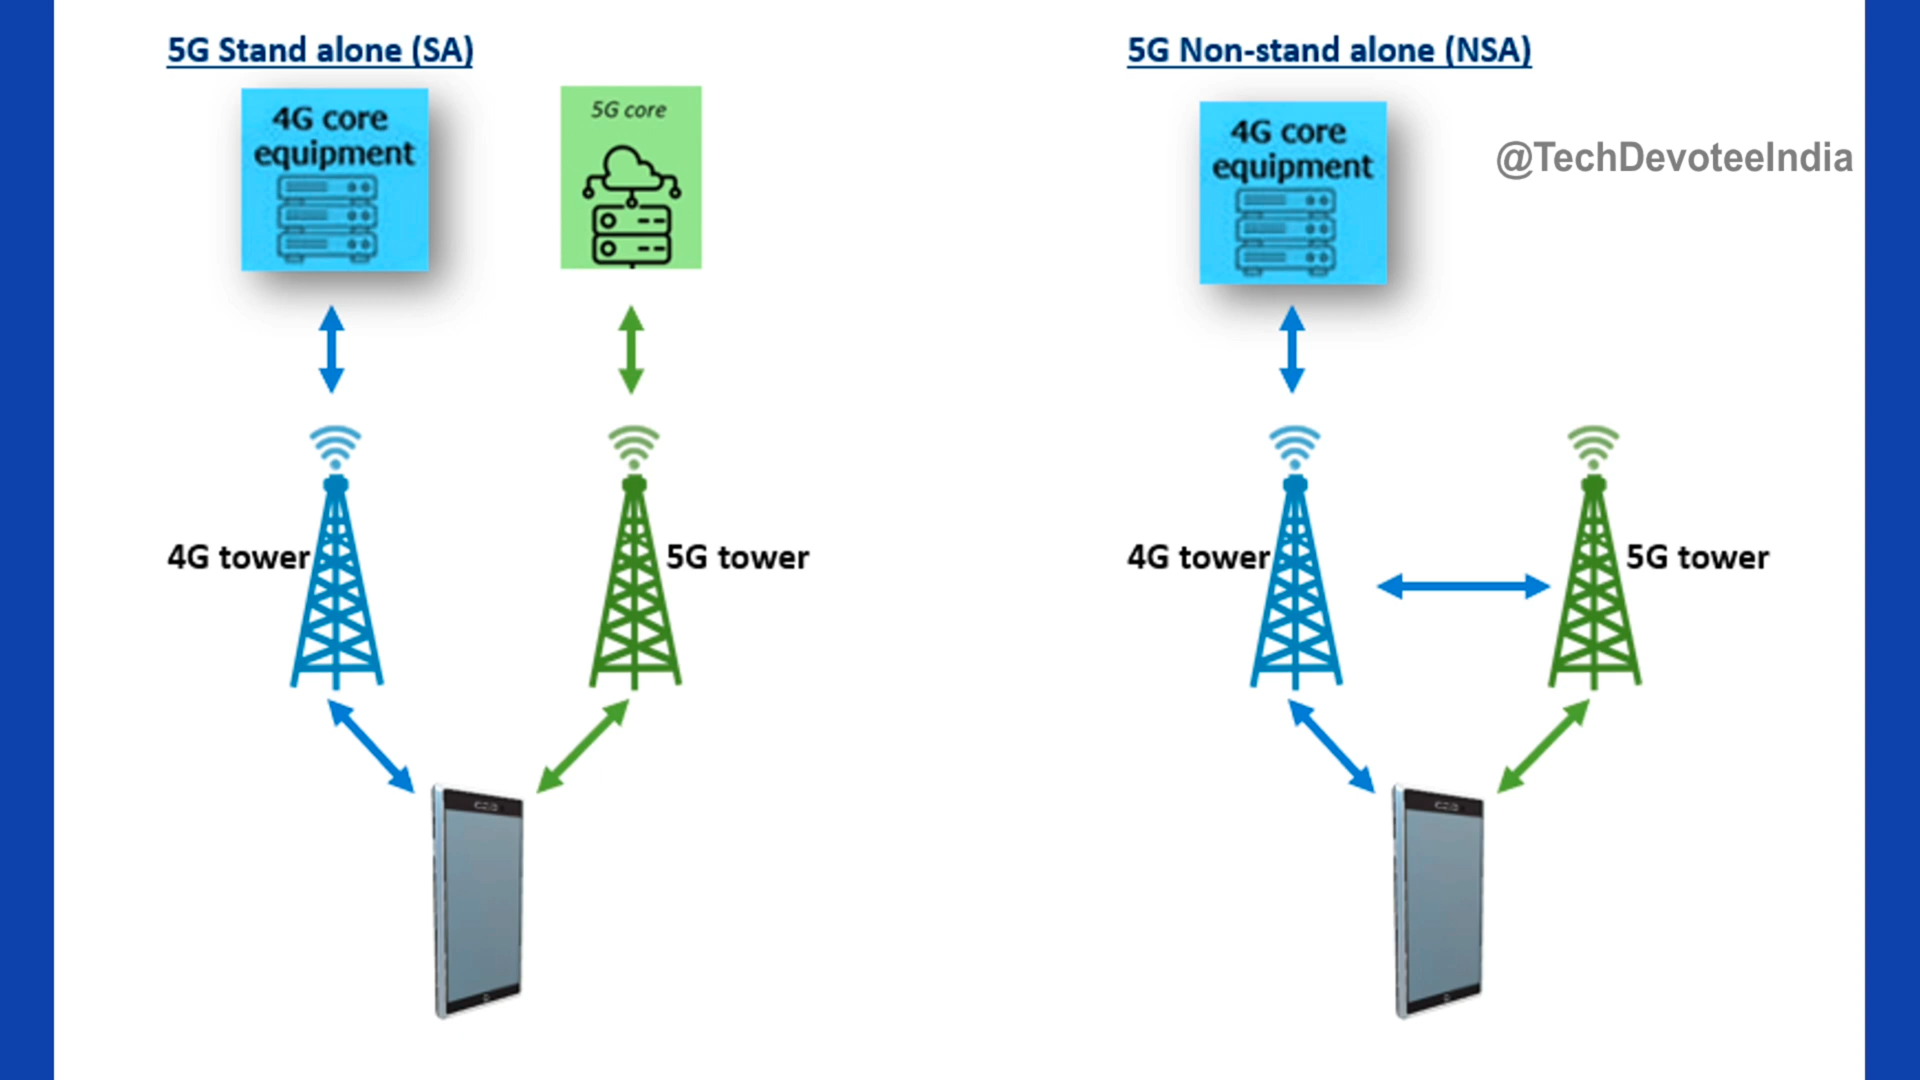 5G Stand alone (SA)
4G core
equipment
5G core
4G tower
5G tower
5G Non-stand alone (NSA)
4G core
equipment
@TechDevoteeIndia
4G tower
5G tower